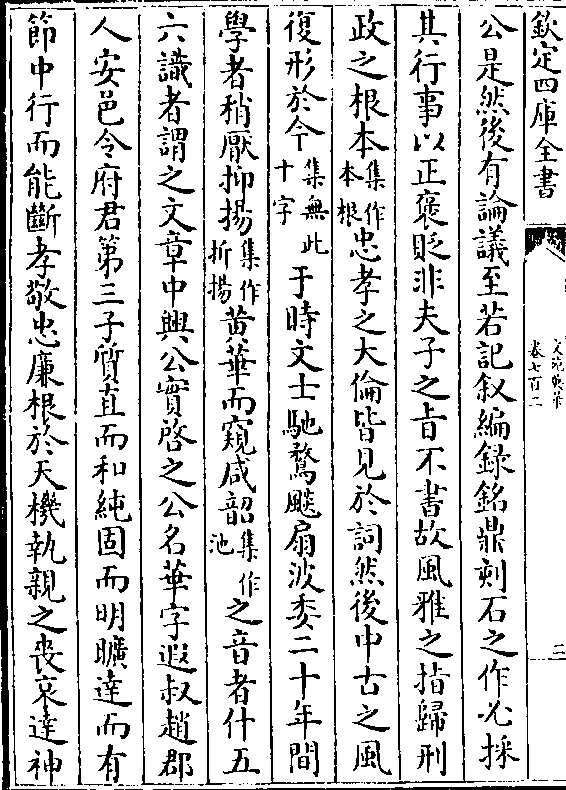 欽定四庫全書
文苑英華
卷七百二
二
公是然後有論議至若記叙編録銘鼎刻石之作必採
其行事以正褒貶非夫子之旨不書故風雅之指歸刑
政之根本集作本根忠孝之大倫皆見於詞然後中古之風
復形於今集無此十字于時文士馳騖飇扇波委二十年間
學者稍厭抑揚集作折揚黄華而窺咸韶集作池之音者什五
六識者謂之文章中興公實啓之公名華字遐叔趙郡
人安邑令府君第三子質直而和純固而明曠達而有
節中行而能斷孝敬忠廉根於天機執親之喪哀達神